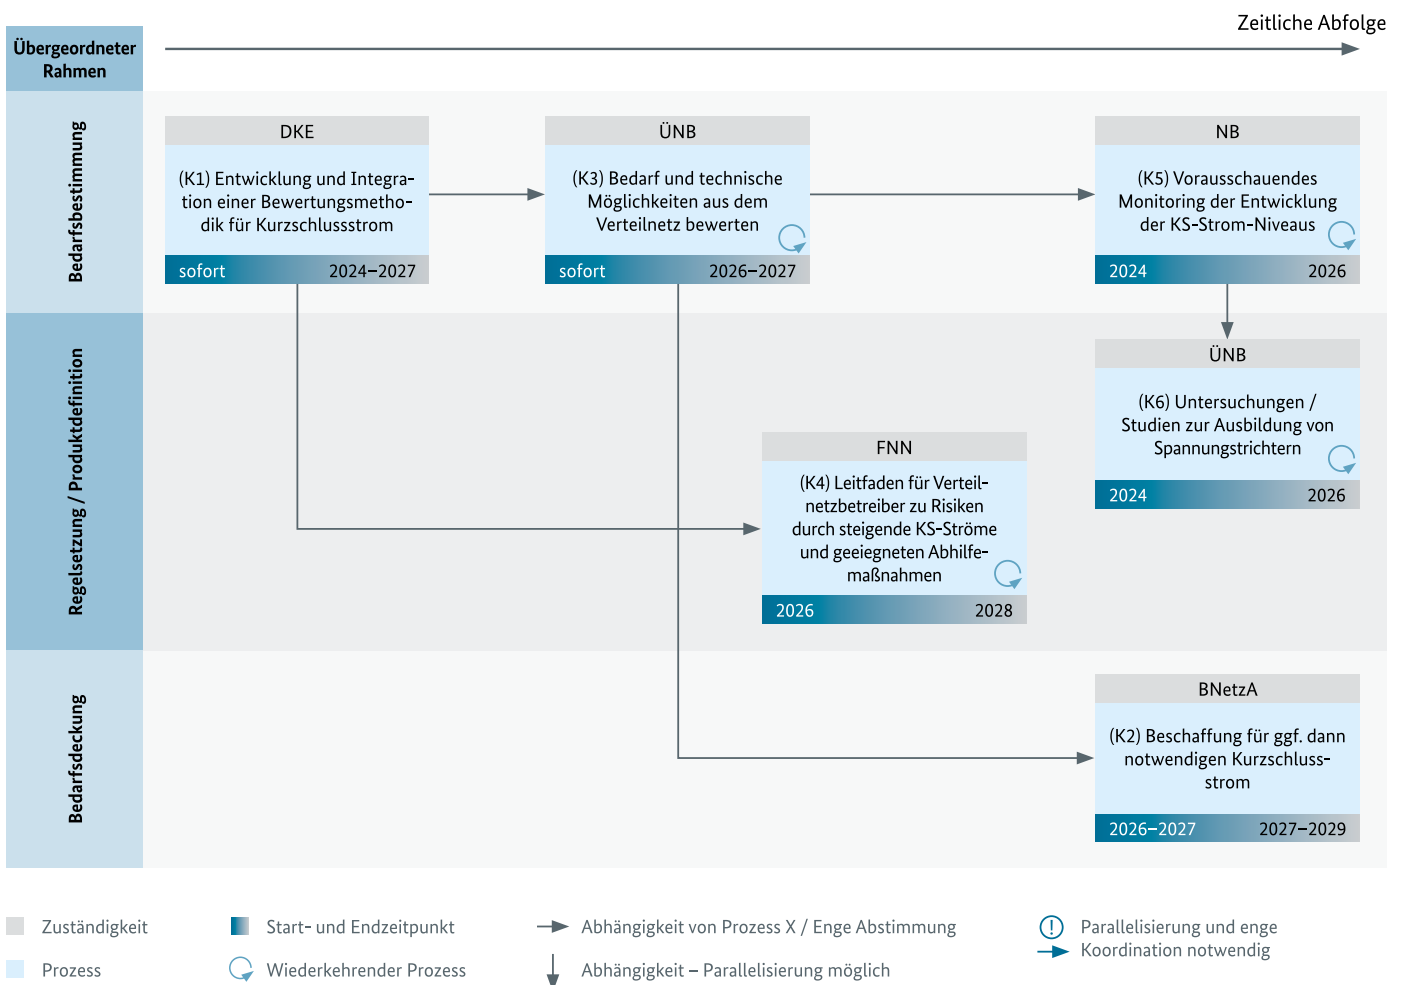 Zeitliche Abfolge
Übergeordneter
Rahmen
Bedarfsbestimmung
DKE
(K1) Entwicklung und Integra-
tion einer Bewertungsmetho-
dik für Kurzschlussstrom
sofort 2024–2027
ÜNB
(K3) Bedarf und technische
Möglichkeiten aus dem
Verteilnetz bewerten
sofort 2026–2027
NB
(K5) Vorausschauendes
Monitoring der Entwicklung
der KS-Strom-Niveaus
2024 2026
Regelsetzung / Produktdefinition
ÜNB
(K6) Untersuchungen /
Studien zur Ausbildung von
Spannungstrichtern
2024 2026
FNN
(K4) Leitfaden für Verteil-
netzbetreiber zu Risiken
durch steigende KS-Ströme
und geeiegneten Abhilfe-
maßnahmen
2026 2028
Bedarfsdeckung
BNetzA
(K2) Beschaffung für ggf. dann
notwendigen Kurzschluss-
strom
2026–2027 2027–2029
Zuständigkeit
Prozess
Start- und Endzeitpunkt
Wiederkehrender Prozess
Abhängigkeit von Prozess X / Enge Abstimmung
Abhängigkeit – Parallelisierung möglich
Parallelisierung und enge
Koordination notwendig